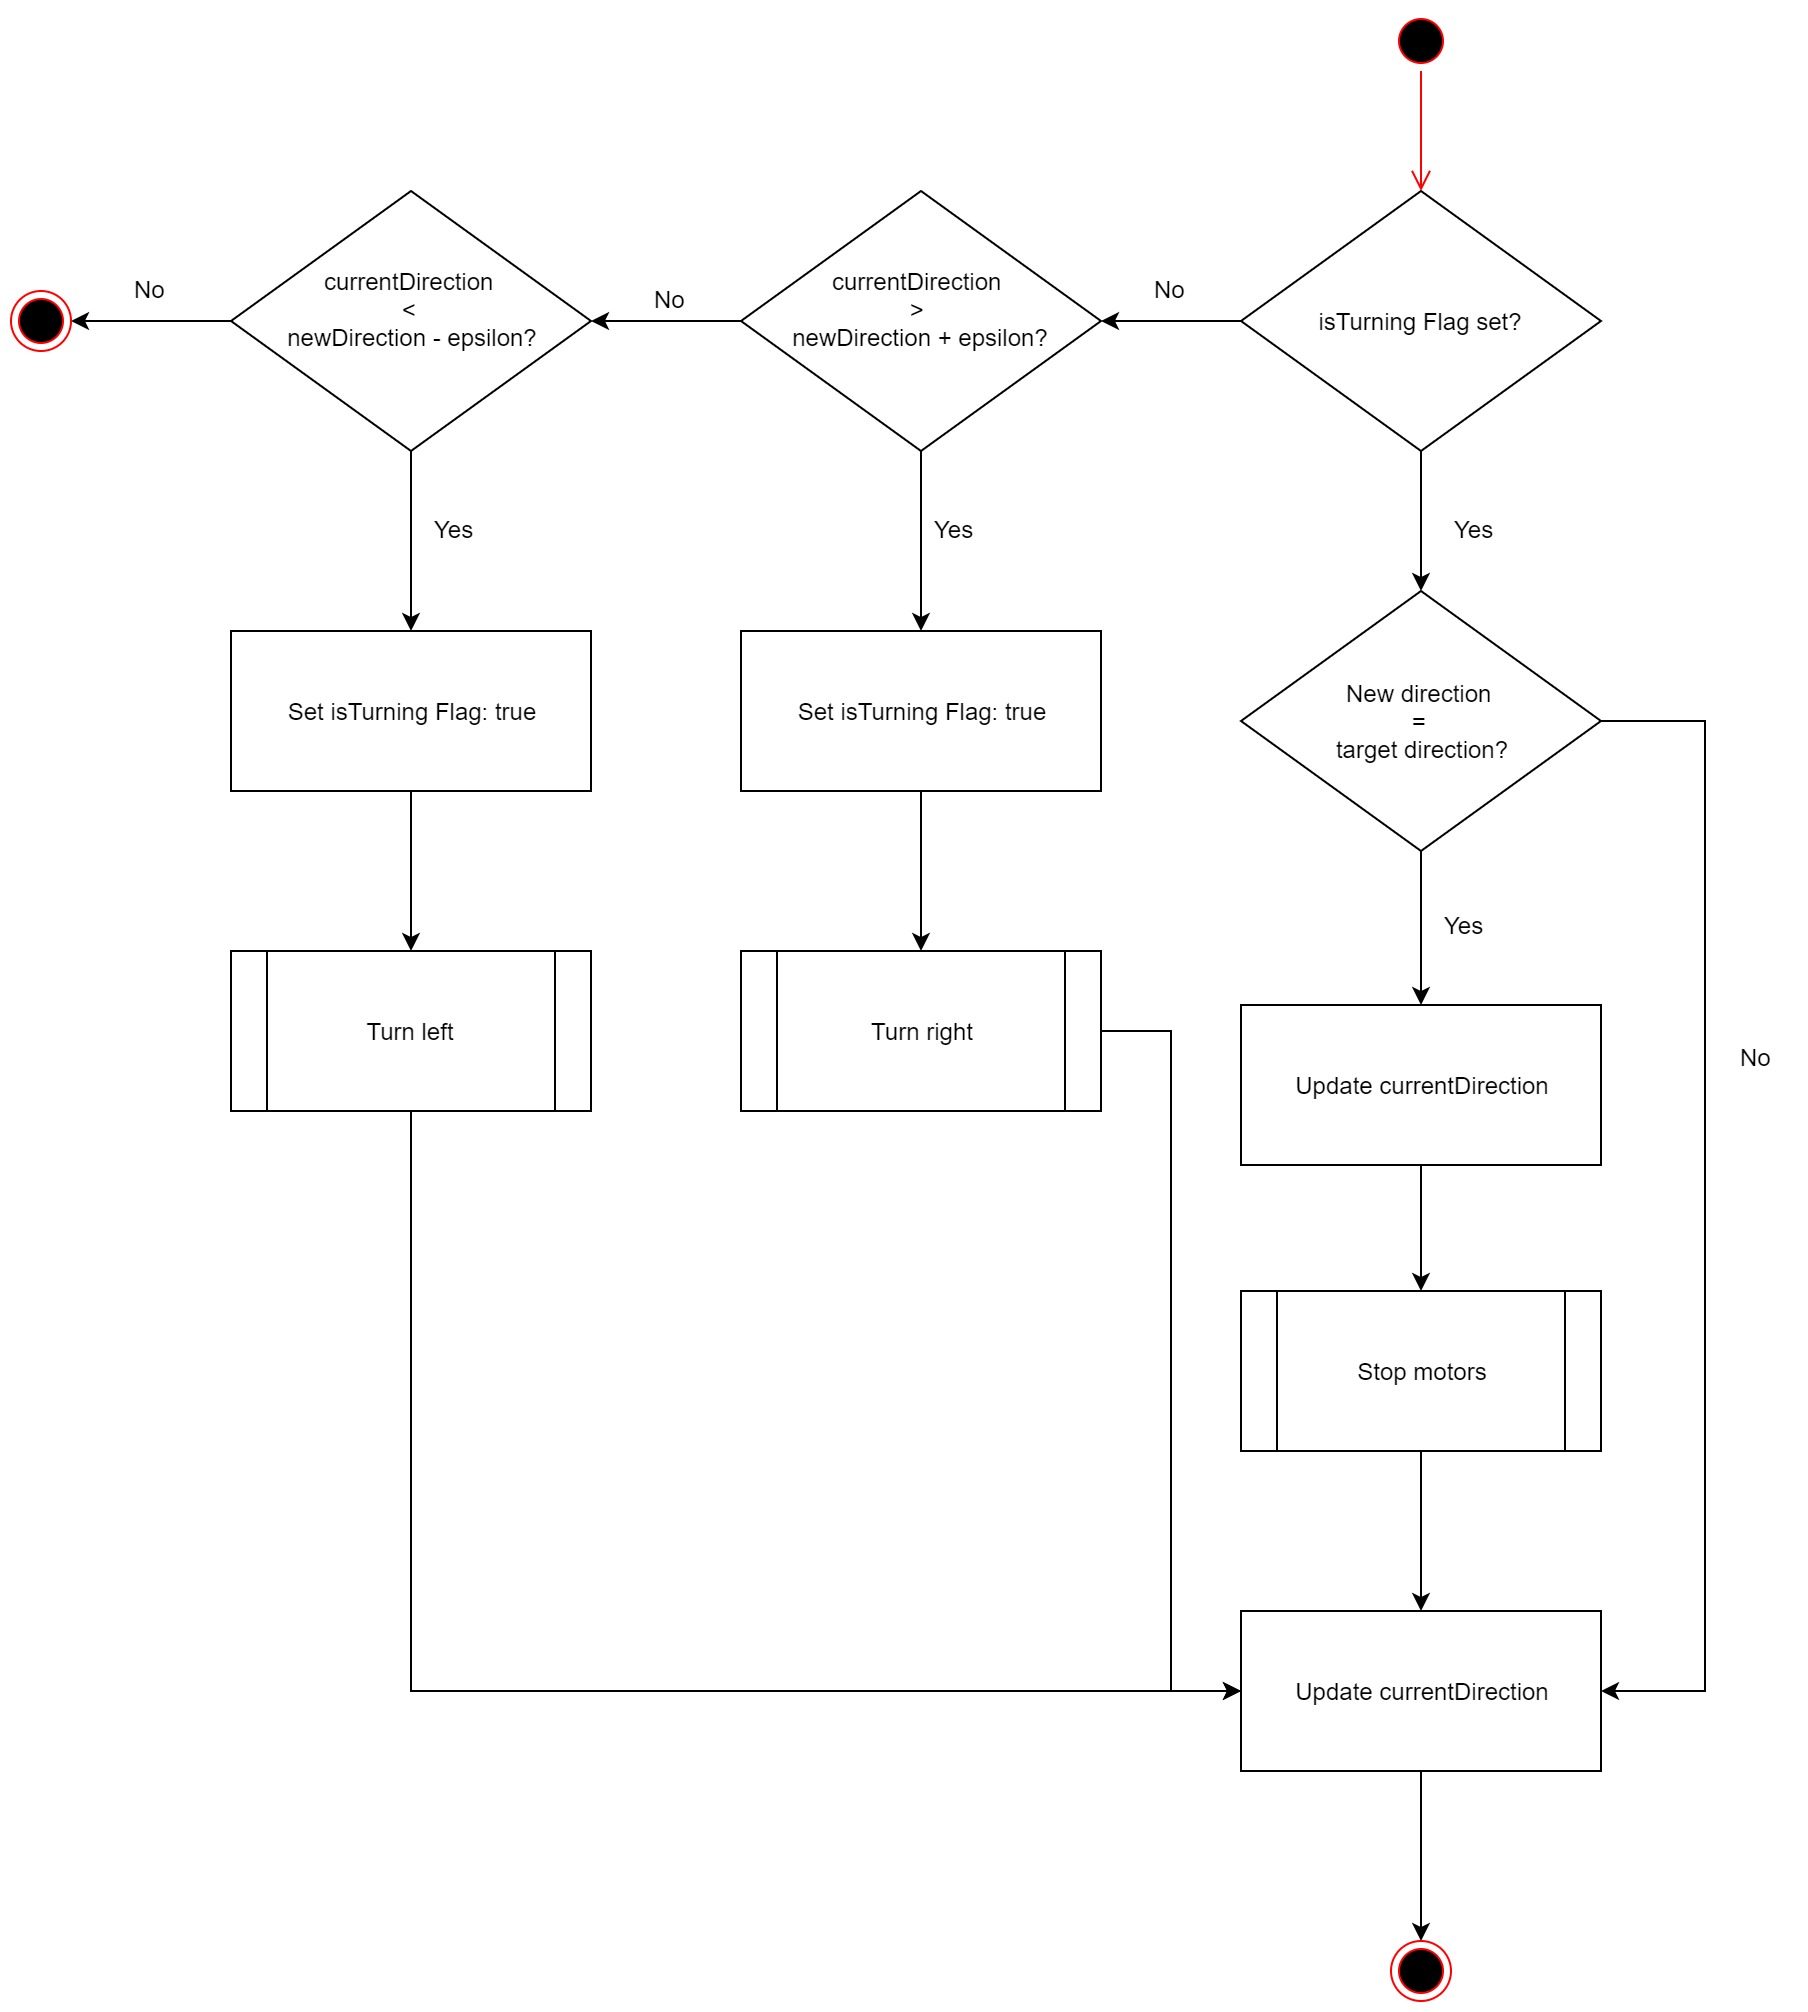 No
currentDirection
<
newDirection - epsilon?
No
currentDirection
>
newDirection + epsilon?
No
isTurning Flag set?
Yes
Yes
Yes
Set isTurning Flag: true
Set isTurning Flag: true
New direction
=
target direction?
Yes
Turn left
Turn right
No
Update currentDirection
Stop motors
Update currentDirection